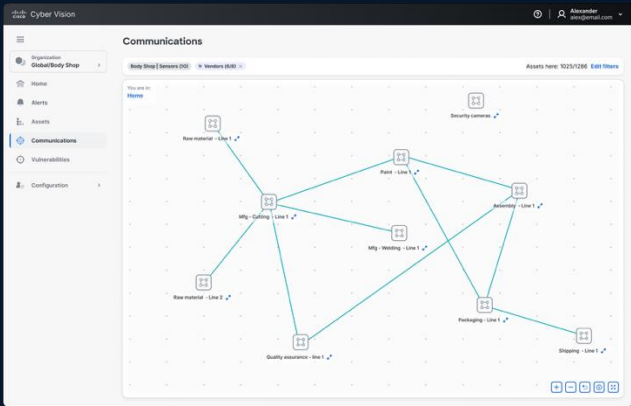 cisco Cyber Vision
Alexander
alex@email.com
Organization
Global/Body Shop
Home
Alerts
Assets
Communications
Vulnerabilities
Configuration
Communications
Body Shop | Sensors (10)
Vendors (6/8) ×
Assets here: 1025/1286 Edit filters
You are in:
Home
Security cameras
Raw material - Line 1
Paint - Line 1
Assembly - Line 1
Mfg - Cutting - Line 1
Mfg - Welding - Line 1
Raw material - Line 2
Packaging - Line 1
Quality assurance - line 1
Shipping - Line 1